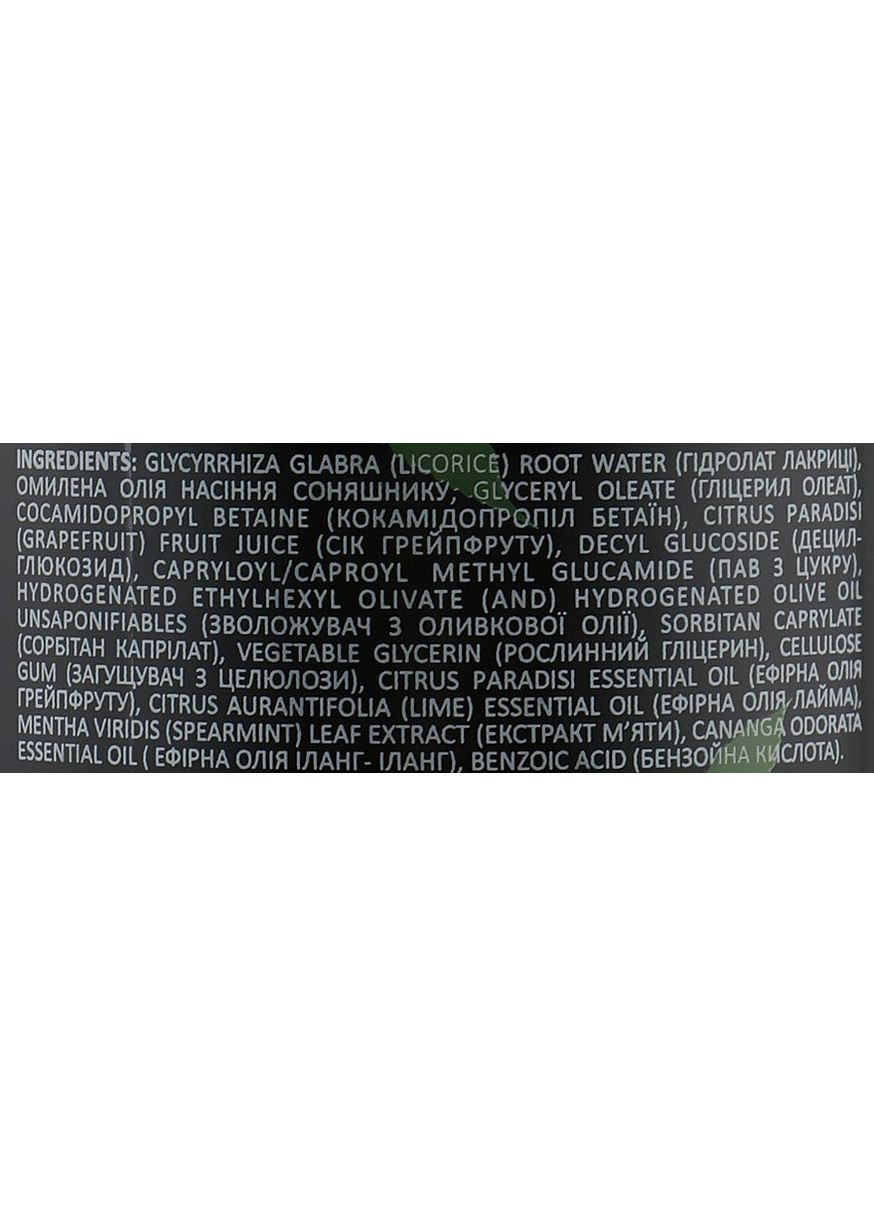 INGREDIENTS: GLYCYRRHIZA GLABRA (LICORICE) ROOT WATER (ГІДРОЛАТ ЛАКРИЦІ),
ОМИЛЕНА ОЛІЯ НАСІННЯ СОНЯШНИКУ, GLYCERYL OLEATE (ГЛІЦЕРИЛ ОЛЕАТ),
COCAMIDOPROPYL BETAINE (КОКАМІДОПРОПІЛ БЕТАЇН), CITRUS PARADISI
(GRAPEFRUIT) FRUIT JUICE (СІК ГРЕЙПФРУТУ), DECYL GLUCOSIDE (ДЕЦИЛ-
ГЛЮКОЗИД), CAPRYLOYL/CAPROYL METHYL GLUCAMIDE (ПАВ З ЦУКРУ),
HYDROGENATED ETHYLHEXYL OLIVATE (AND) HYDROGENATED OLIVE OIL
UNSAPONIFIABLES (ЗВОЛОЖУВАЧ З ОЛИВКОВОЇ ОЛІЇ), SORBITAN CAPRYLATE
(СОРБІТАН КАПРІЛАТ), VEGETABLE GLYCERIN (РОСЛИННИЙ ГЛІЦЕРИН), CELLULOSE
GUM (ЗАГУЩУВАЧ З ЦЕЛЮЛОЗИ), CITRUS PARADISI ESSENTIAL OIL (ЕФІРНА ОЛІЯ
ГРЕЙПФРУТУ), CITRUS AURANTIFOLIA (LIME) ESSENTIAL OIL (ЕФІРНА ОЛІЯ ЛАЙМА),
MENTHA VIRIDIS (SPEARMINT) LEAF EXTRACT (ЕКСТРАКТ М'ЯТИ), CANANGA ODORATA
ESSENTIAL OIL ( ЕФІРНА ОЛІЯ ІЛАНГ- ІЛАНГ), BENZOIC ACID (БЕНЗОЙНА КИСЛОТА).